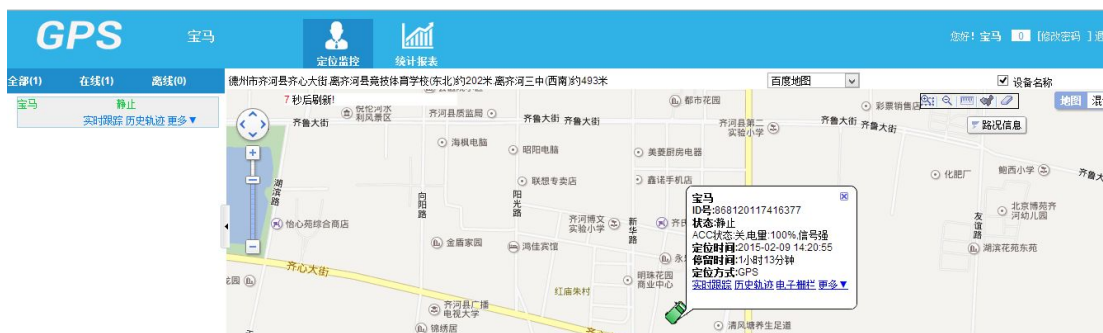 GPS
宝马
定位监控
统计报表
您好！宝马 0 [修改密码 ]退
全部(1) 在线(1) 离线(0)
德州市齐河县齐心大街.离齐河县竞技体育学校(东北)约202米.离齐河三中(西南)约493米
百度地图
设备名称
宝马 静止
实时跟踪 历史轨迹 更多▼
7 秒后刷新!
地图 混
路况信息
都市花园
彩票销售店
利风景区
齐鲁大街
齐河县质监局
齐鲁大街 齐鲁大街
齐河县第二
实验小学
齐鲁大街 齐鲁大街
海枫电脑
昭阳电脑
美菱厨房电器
联想专卖店
鑫诺手机店
化肥厂
鲍西小学
齐鲁大
湖滨路
向阳路
阳光路
新华路
友谊路
怡心苑综合商店
齐河博文
实验小学
北京博苑齐
河幼儿园
金盾家园
鸿佳宾馆
湖滨花苑东苑
齐心大街
明珠花园
商业中心
红庙朱村
齐河县广播
电视大学
锦绣居
清风塘养生足道
宝马
ID号:868120117416377
状态:静止
ACC状态:关,电量:100%,信号强
定位时间:2015-02-09 14:20:55
停留时间:1小时13分钟
定位方式:GPS
实时跟踪 历史轨迹 电子栅栏 更多▼